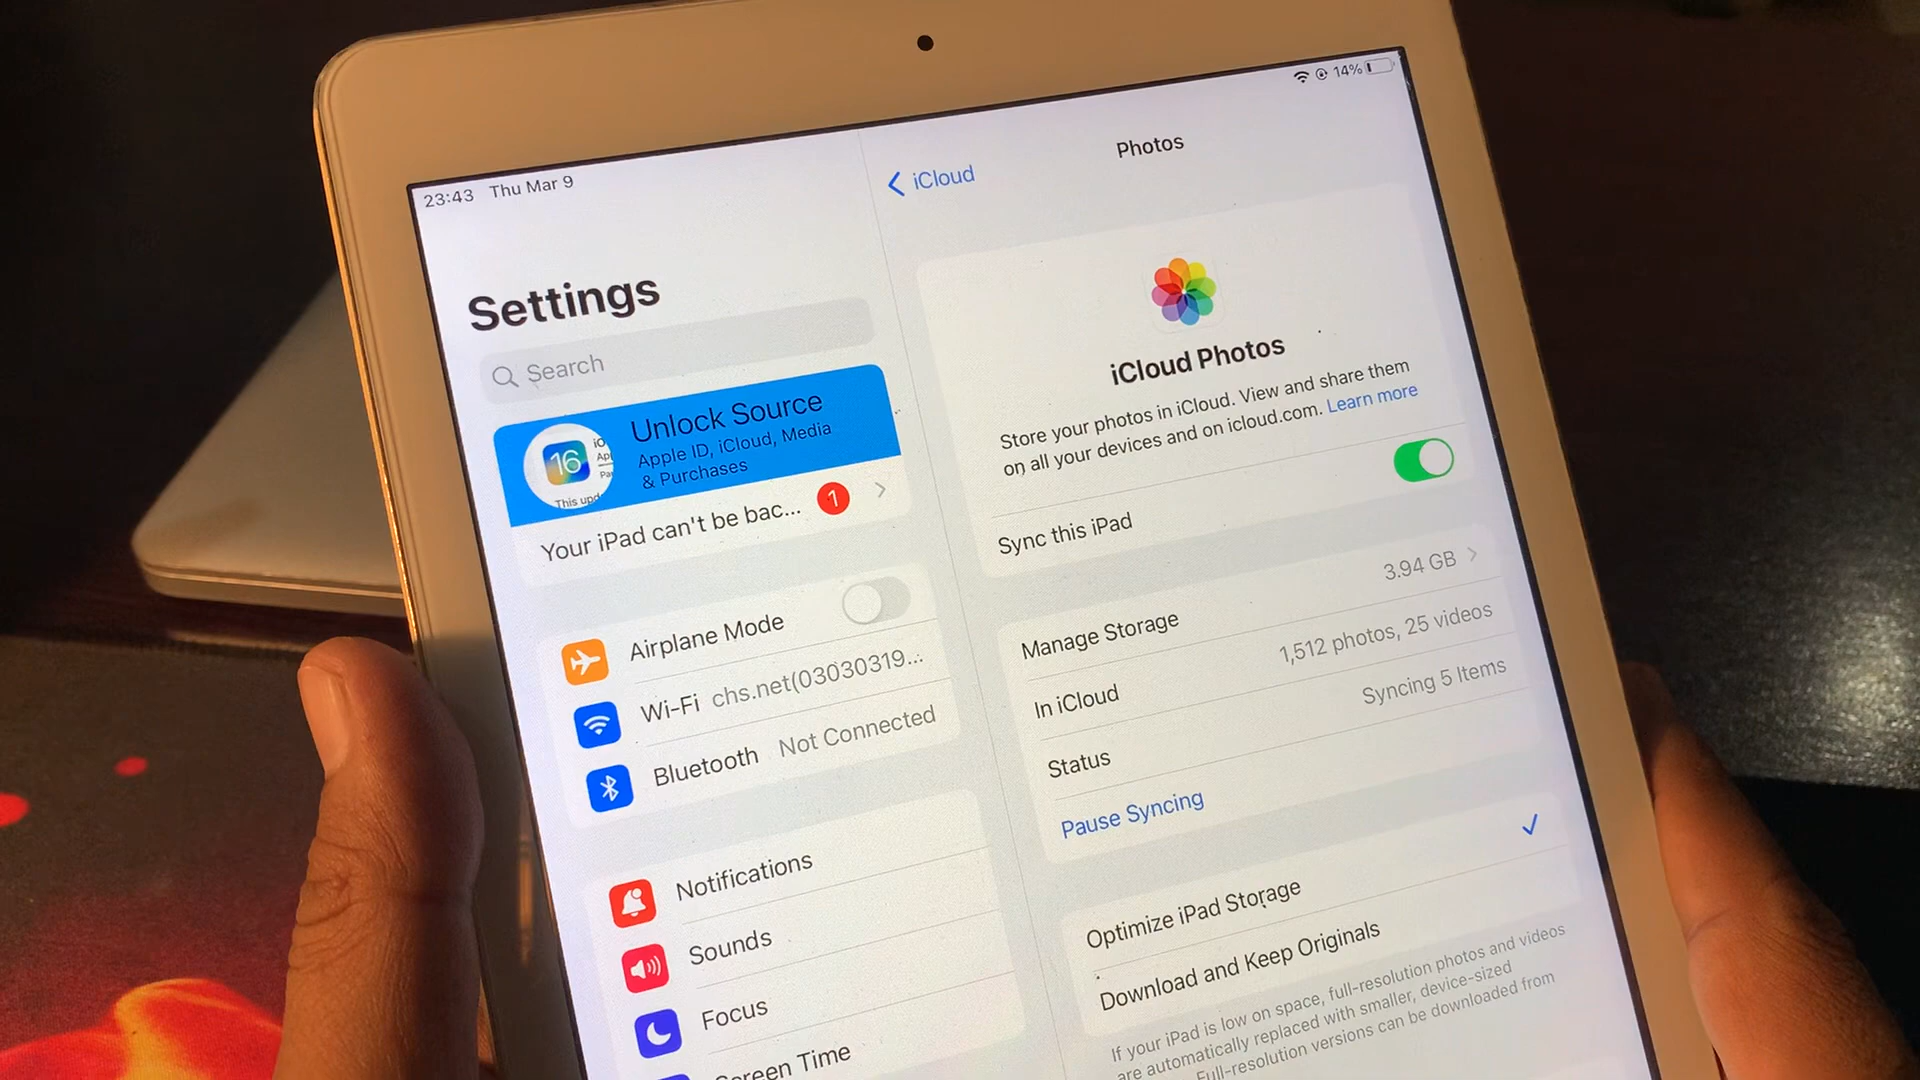 23:43 Thu Mar 9
14%
Settings
Search
16
iO
This upd
Unlock Source
Apple ID, iCloud, Media
& Purchases
Your iPad can't be bac...
1
Airplane Mode
Wi-Fi chs.net(03030319...
Bluetooth Not Connected
Notifications
Sounds
Focus
Screen Time
iCloud
Photos
iCloud Photos
Store your photos in iCloud. View and share them
on all your devices and on icloud.com. Learn more
Sync this iPad
Manage Storage 3.94 GB
In iCloud 1,512 photos, 25 videos
Status Syncing 5 Items
Pause Syncing
Optimize iPad Storage
Download and Keep Originals
If your iPad is low on space, full-resolution photos and videos
are automatically replaced with smaller, device-sized
Full-resolution versions can be downloaded from